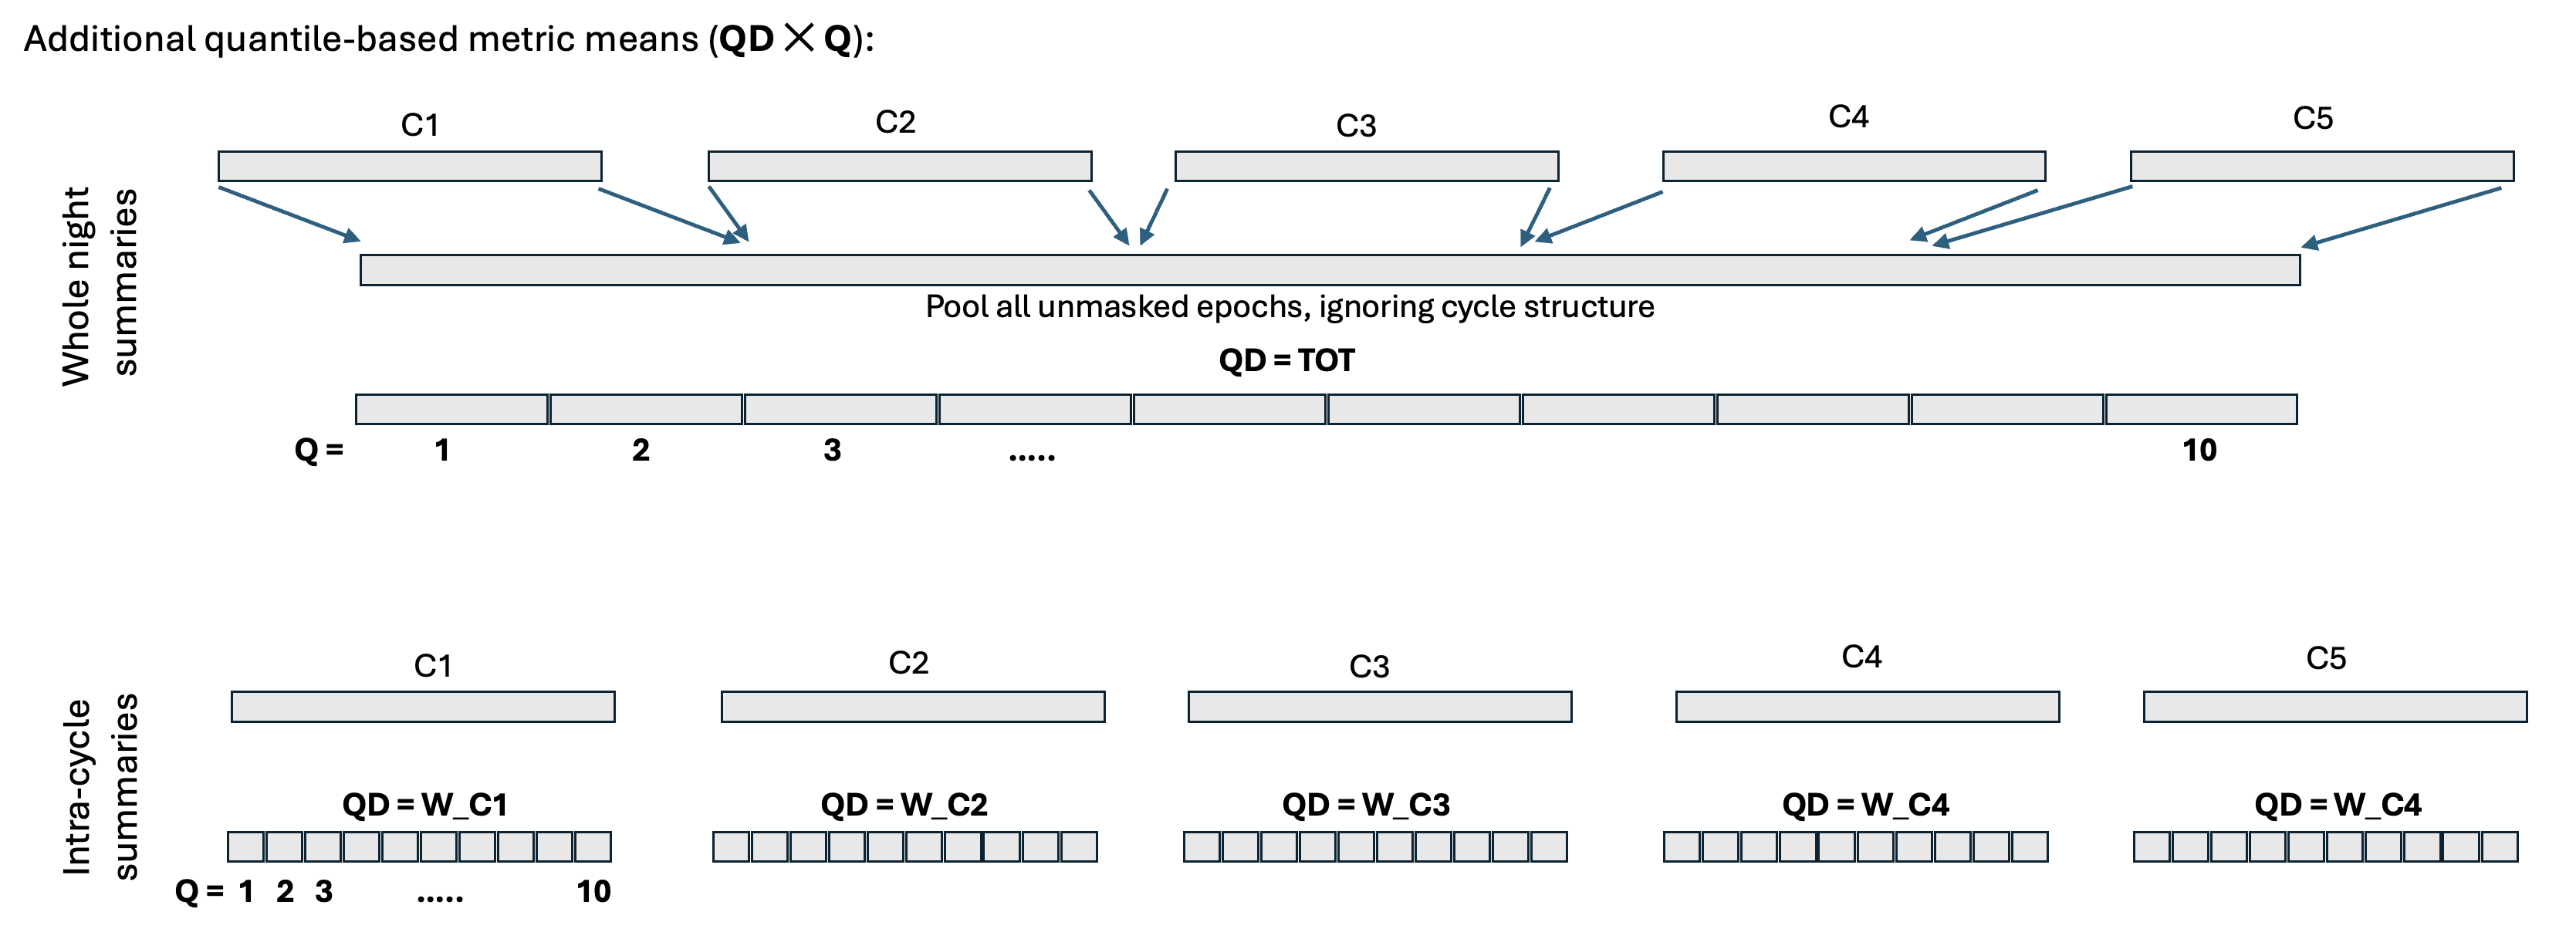 Additional quantile-based metric means (QD ✕ Q):
C1 C2 C3 C4 C5
Whole night
summaries
Pool all unmasked epochs, ignoring cycle structure
QD = TOT
Q = 1 2 3 ..... 10
C1 C2 C3 C4 C5
Intra-cycle
summaries
QD = W_C1 QD = W_C2 QD = W_C3 QD = W_C4 QD = W_C4
Q = 1 2 3 ..... 10